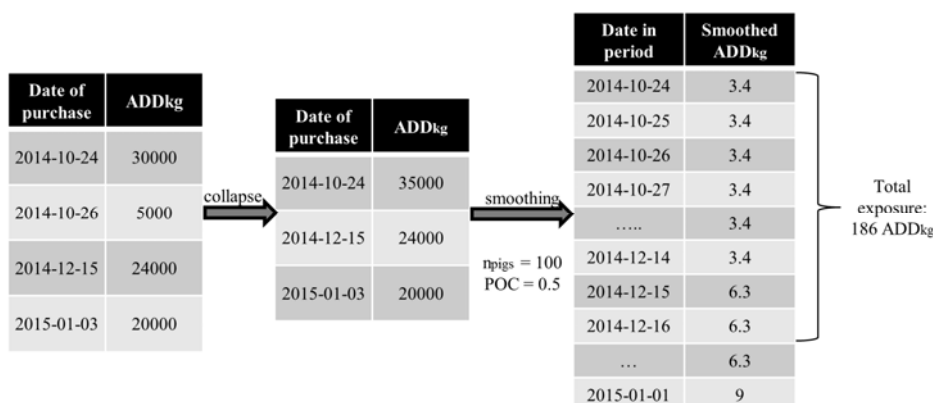 Date of purchase ADDkg
2014-10-24 30000
2014-10-26 5000
2014-12-15 24000
2015-01-03 20000
collapse
Date of purchase ADDkg
2014-10-24 35000
2014-12-15 24000
2015-01-03 20000
smoothing
npigs = 100
POC = 0.5
Date in period Smoothed ADDkg
2014-10-24 3.4
2014-10-25 3.4
2014-10-26 3.4
2014-10-27 3.4
….. 3.4
2014-12-14 3.4
2014-12-15 6.3
2014-12-16 6.3
… 6.3
2015-01-01 9
Total
exposure:
186 ADDkg